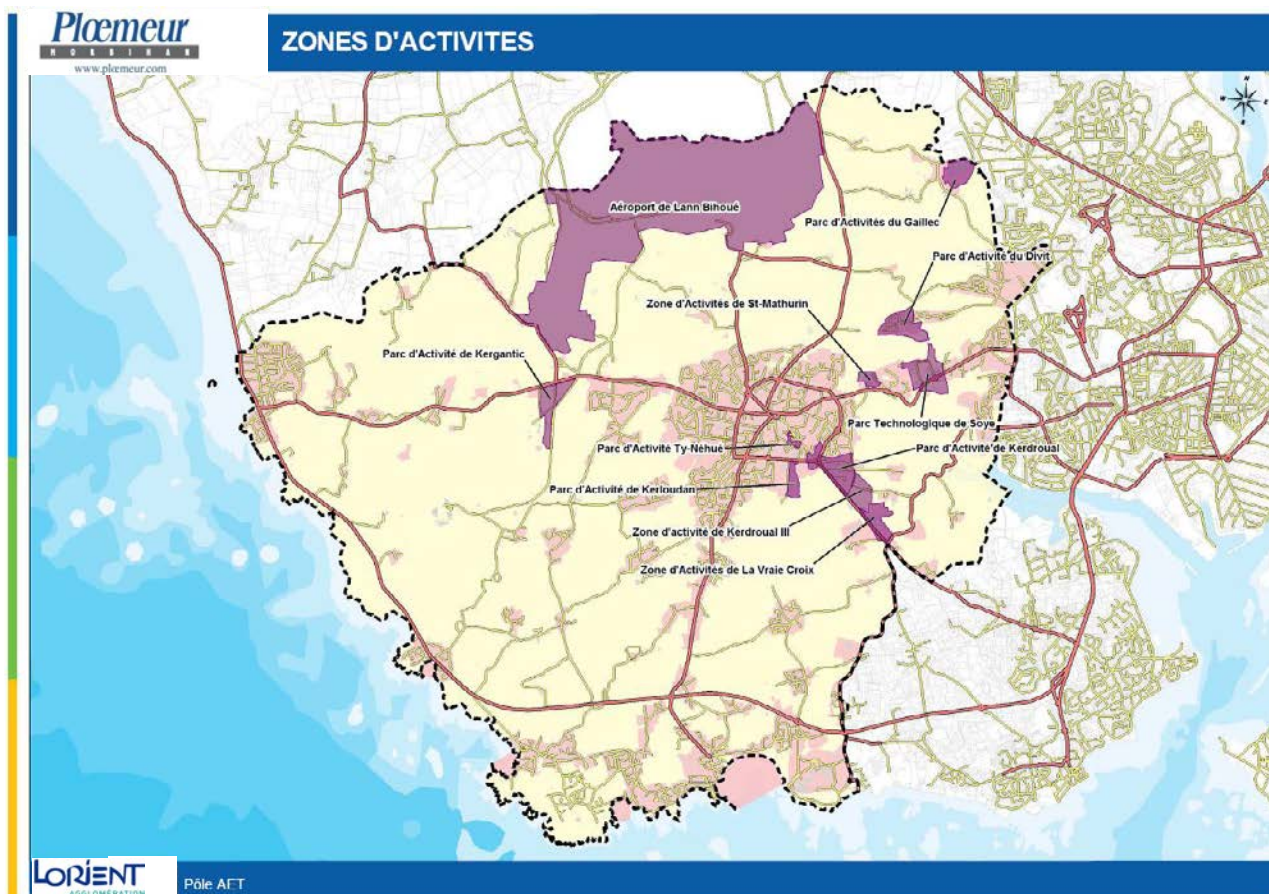 Plœmeur
MORBIHAN
www.plœmeur.com
ZONES D'ACTIVITES
N
W
E
S
Aéroport de Lann Bihoué
Parc d'Activités du Gaillec
Parc d'Activité du Divit
Zone d'Activités de St-Mathurin
Parc d'Activité de Kergantic
Parc Technologique de Soye
Parc d'Activité Ty-Néhué
Parc d'Activité de Kerdroual
Parc d'Activité de Kerloudan
Zone d'activité de Kerdroual III
Zone d'Activités de La Vraie Croix
LORIENT
AGGLOMÉRATION
Pôle AET